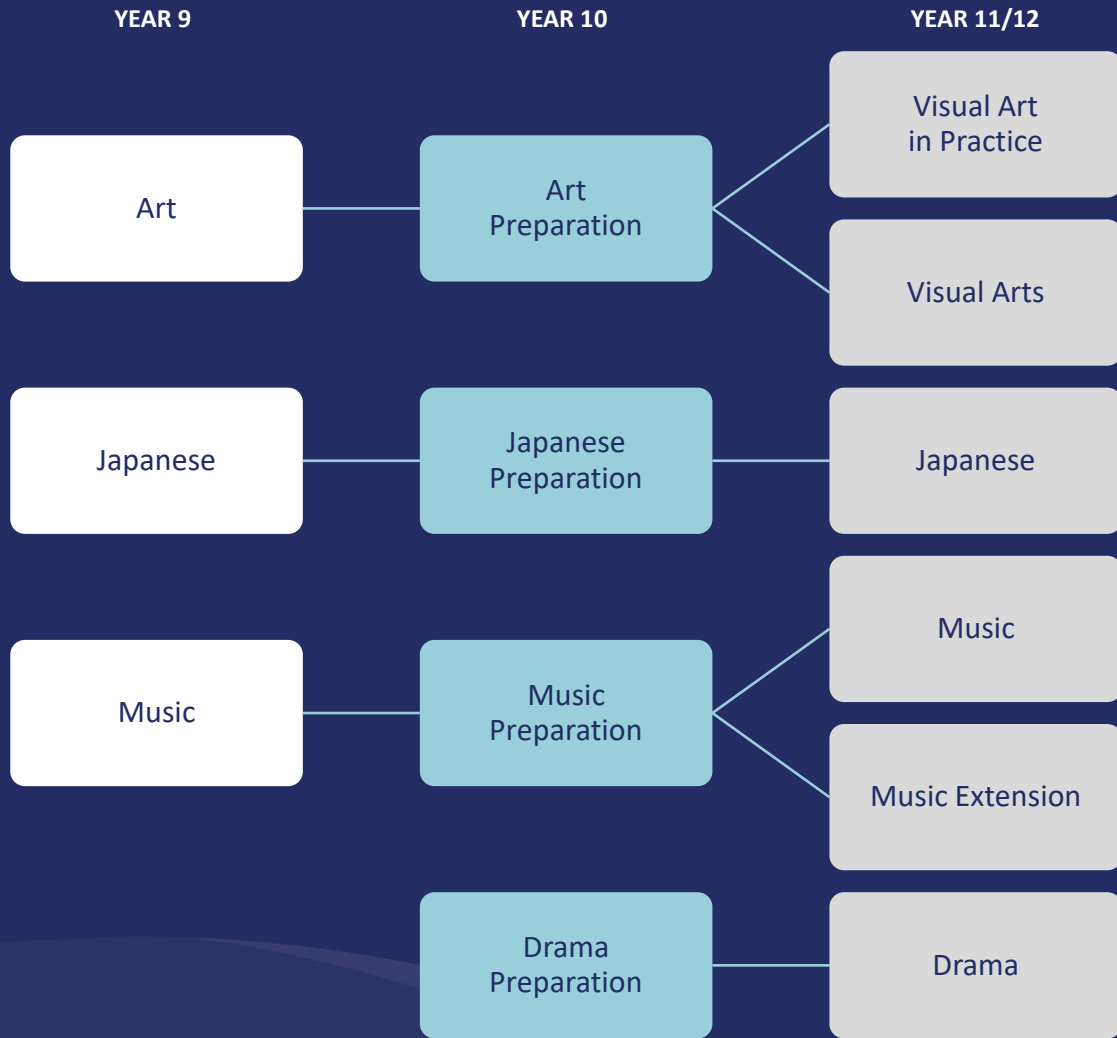 YEAR 9
YEAR 10
YEAR 11/12
Art
Art
Preparation
Visual Art
in Practice
Visual Arts
Japanese
Japanese
Preparation
Japanese
Music
Music
Preparation
Music
Music Extension
Drama
Preparation
Drama